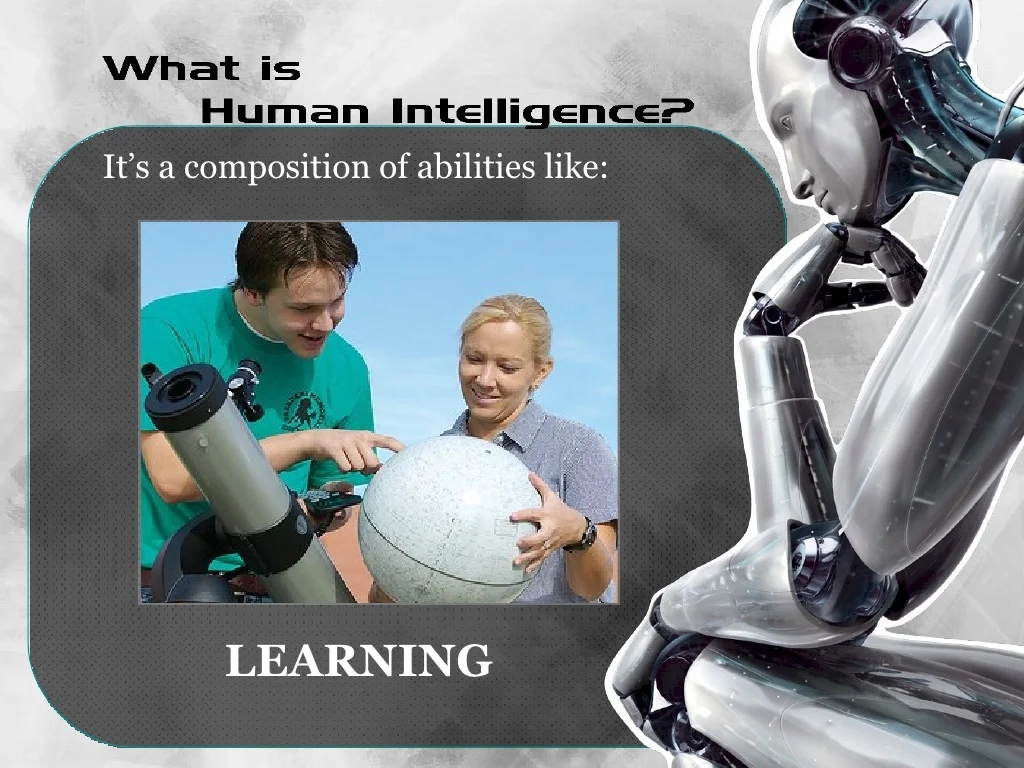 What is
Human Intelligence?
It’s a composition of abilities like:
LEARNING